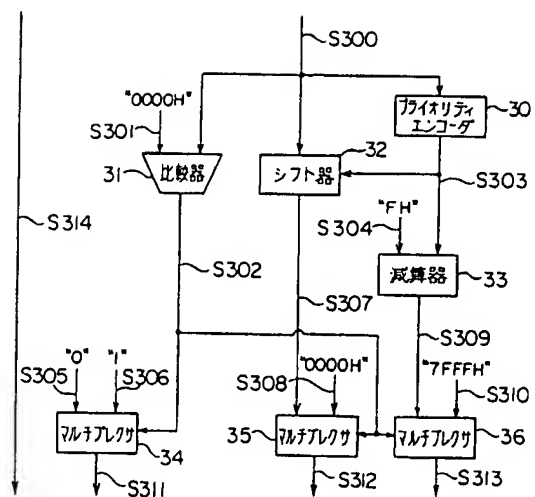 S300
"0000H"
S301
31
比較器
32
シフト器
プライオリティ
エンコーダ
30
S303
"FH"
S304
減算器
33
S314
S302
S307
S309
"0"
"1"
S305
S306
"0000H"
S308
"7FFFH"
S310
マルチプレクサ
34
35
マルチプレクサ
マルチプレクサ
36
S311
S312
S313